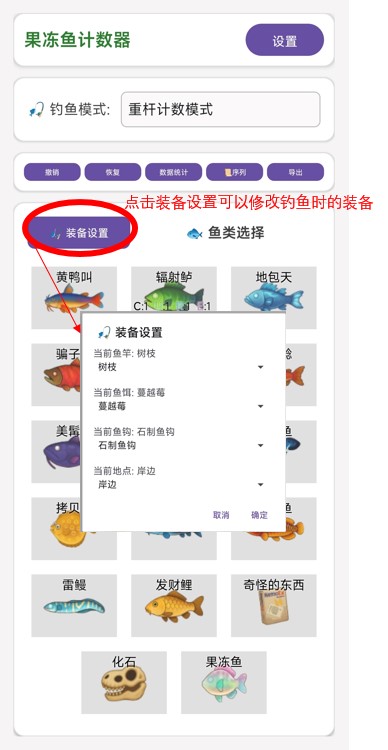 果冻鱼计数器
设置
钓鱼模式:
重杆计数模式
撤销
恢复
数据统计
序列
导出
点击装备设置可以修改钓鱼时的装备
装备设置
鱼类选择
黄鸭叫
辐射鲈
地包天
C:1
:1
装备设置
当前鱼竿: 树枝
树枝
当前鱼饵: 蔓越莓
蔓越莓
当前鱼钩: 石制鱼钩
石制鱼钩
当前地点: 岸边
岸边
取消
确定
骗子
美
鱼
拷贝
鱼
雷鳗
发财鲤
奇怪的东西
化石
果冻鱼